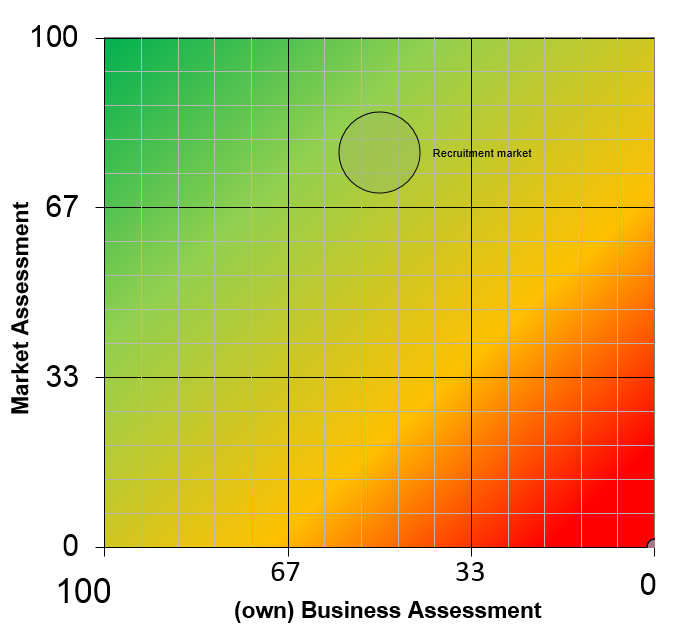 100
Recruitment market
67
Market Assessment
33
0
67
33
100
0
(own) Business Assessment